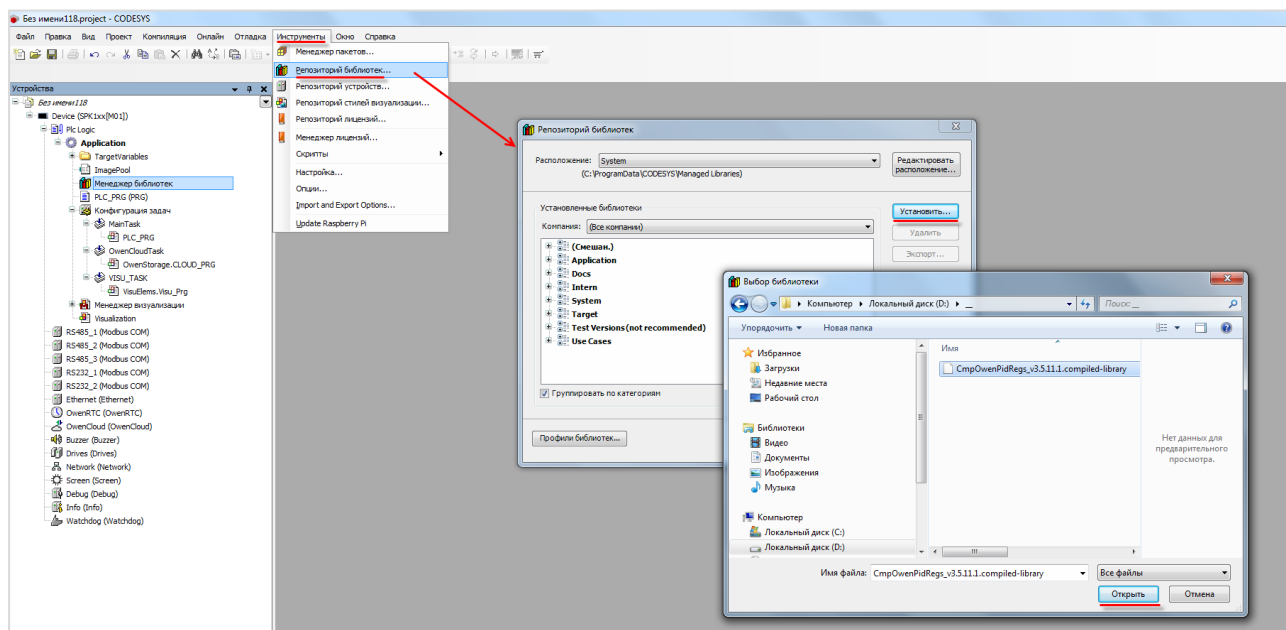 Без имени118.project - CODESYS
Файл Правка Вид Проект Компиляция Онлайн Отладка Инструменты Окно Справка
Менеджер пакетов...
Репозиторий библиотек...
Репозиторий устройств...
Репозиторий стилей визуализации...
Репозиторий лицензий...
Менеджер лицензий...
Скрипты
Настройка...
Опции...
Import and Export Options...
Update Raspberry Pi
Устройства
Без имени118
Device (SPK1xx[M01])
Plc Logic
Application
TargetVariables
ImagePool
Менеджер библиотек
PLC_PRG (PRG)
Конфигурация задач
MainTask
PLC_PRG
OwenCloudTask
OwenStorage.CLOUD_PRG
VISU_TASK
VisuElems.Visu_Prg
Менеджер визуализации
Visualization
RS485_1 (Modbus COM)
RS485_2 (Modbus COM)
RS485_3 (Modbus COM)
RS232_1 (Modbus COM)
RS232_2 (Modbus COM)
Ethernet (Ethernet)
OwenRTC (OwenRTC)
OwenCloud (OwenCloud)
Buzzer (Buzzer)
Drives (Drives)
Network (Network)
Screen (Screen)
Debug (Debug)
Info (Info)
Watchdog (Watchdog)
Репозиторий библиотек
Расположение: System
(C:\ProgramData\CODESYS\Managed Libraries)
Редактировать
расположение...
Установленные библиотеки
Компания: (Все компании)
Установить...
Удалить
Экспорт...
(Смешан.)
Application
Docs
Intern
System
Target
Test Versions(not recommended)
Use Cases
Группировать по категориям
Профили библиотек...
Выбор библиотеки
Компьютер Локальный диск (D:) _
Поиск: _
Упорядочить Новая папка
Избранное
Загрузки
Недавние места
Рабочий стол
Библиотеки
Видео
Документы
Изображения
Музыка
Компьютер
Локальный диск (C:)
Локальный диск (D:)
Имя
CmpOwenPidRegs_v3.5.11.1.compiled-library
Нет данных для
предварительного
просмотра.
Имя файла: CmpOwenPidRegs_v3.5.11.1.compiled-library
Все файлы
Открыть
Отмена